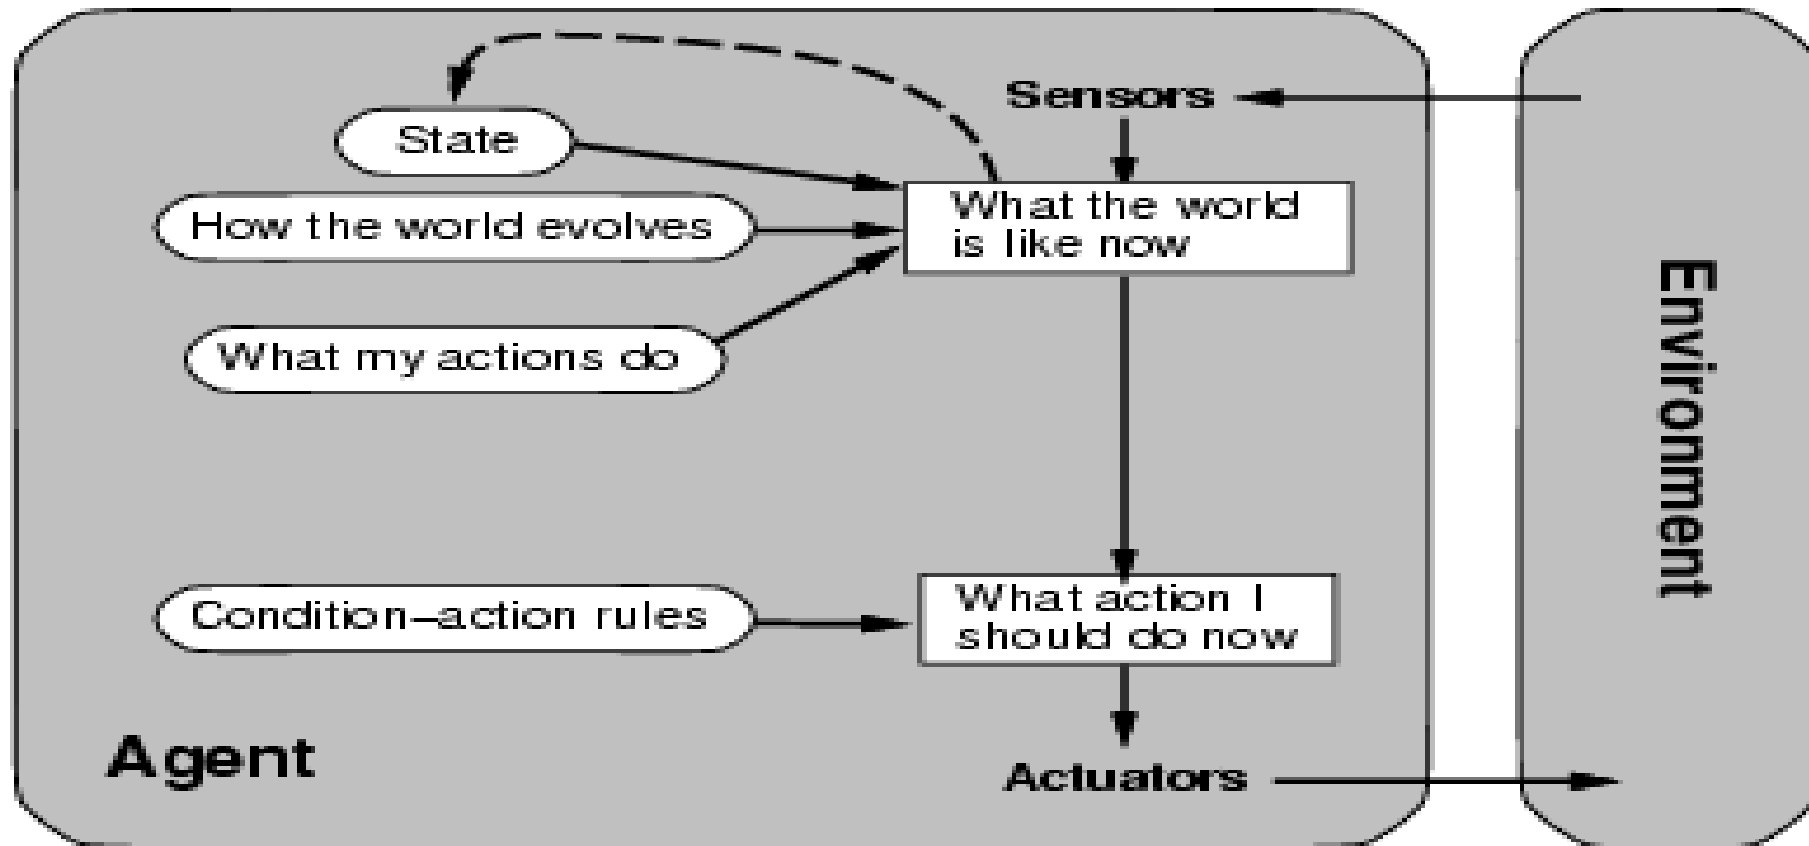 Sensors
State
What the world
is like now
How the world evolves
What my actions do
Environment
Condition–action rules
What action I
should do now
Agent
Actuators